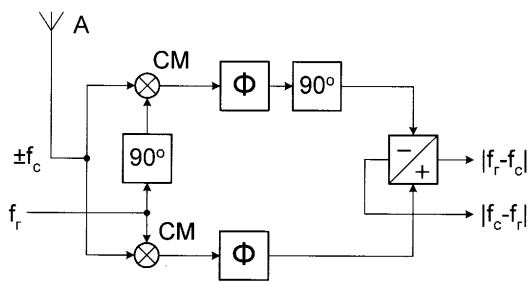 A
CM
Ф
90°
90°
±fc
fr
CM
Ф
−
+
|fr-fc|
|fc-fr|